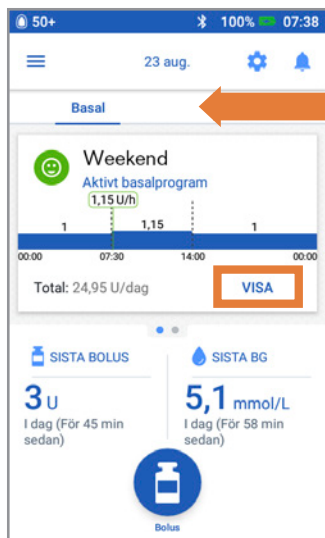 50+ 100% 07:38
23 aug.
Basal
Weekend
Aktivt basalprogram
1,15 U/h
1 1,15 1
00:00 07:30 14:00 00:00
Total: 24,95 U/dag VISA
SISTA BOLUS
3 U
I dag (För 45 min
sedan)
SISTA BG
5,1 mmol/L
I dag (För 58 min
sedan)
Bolus